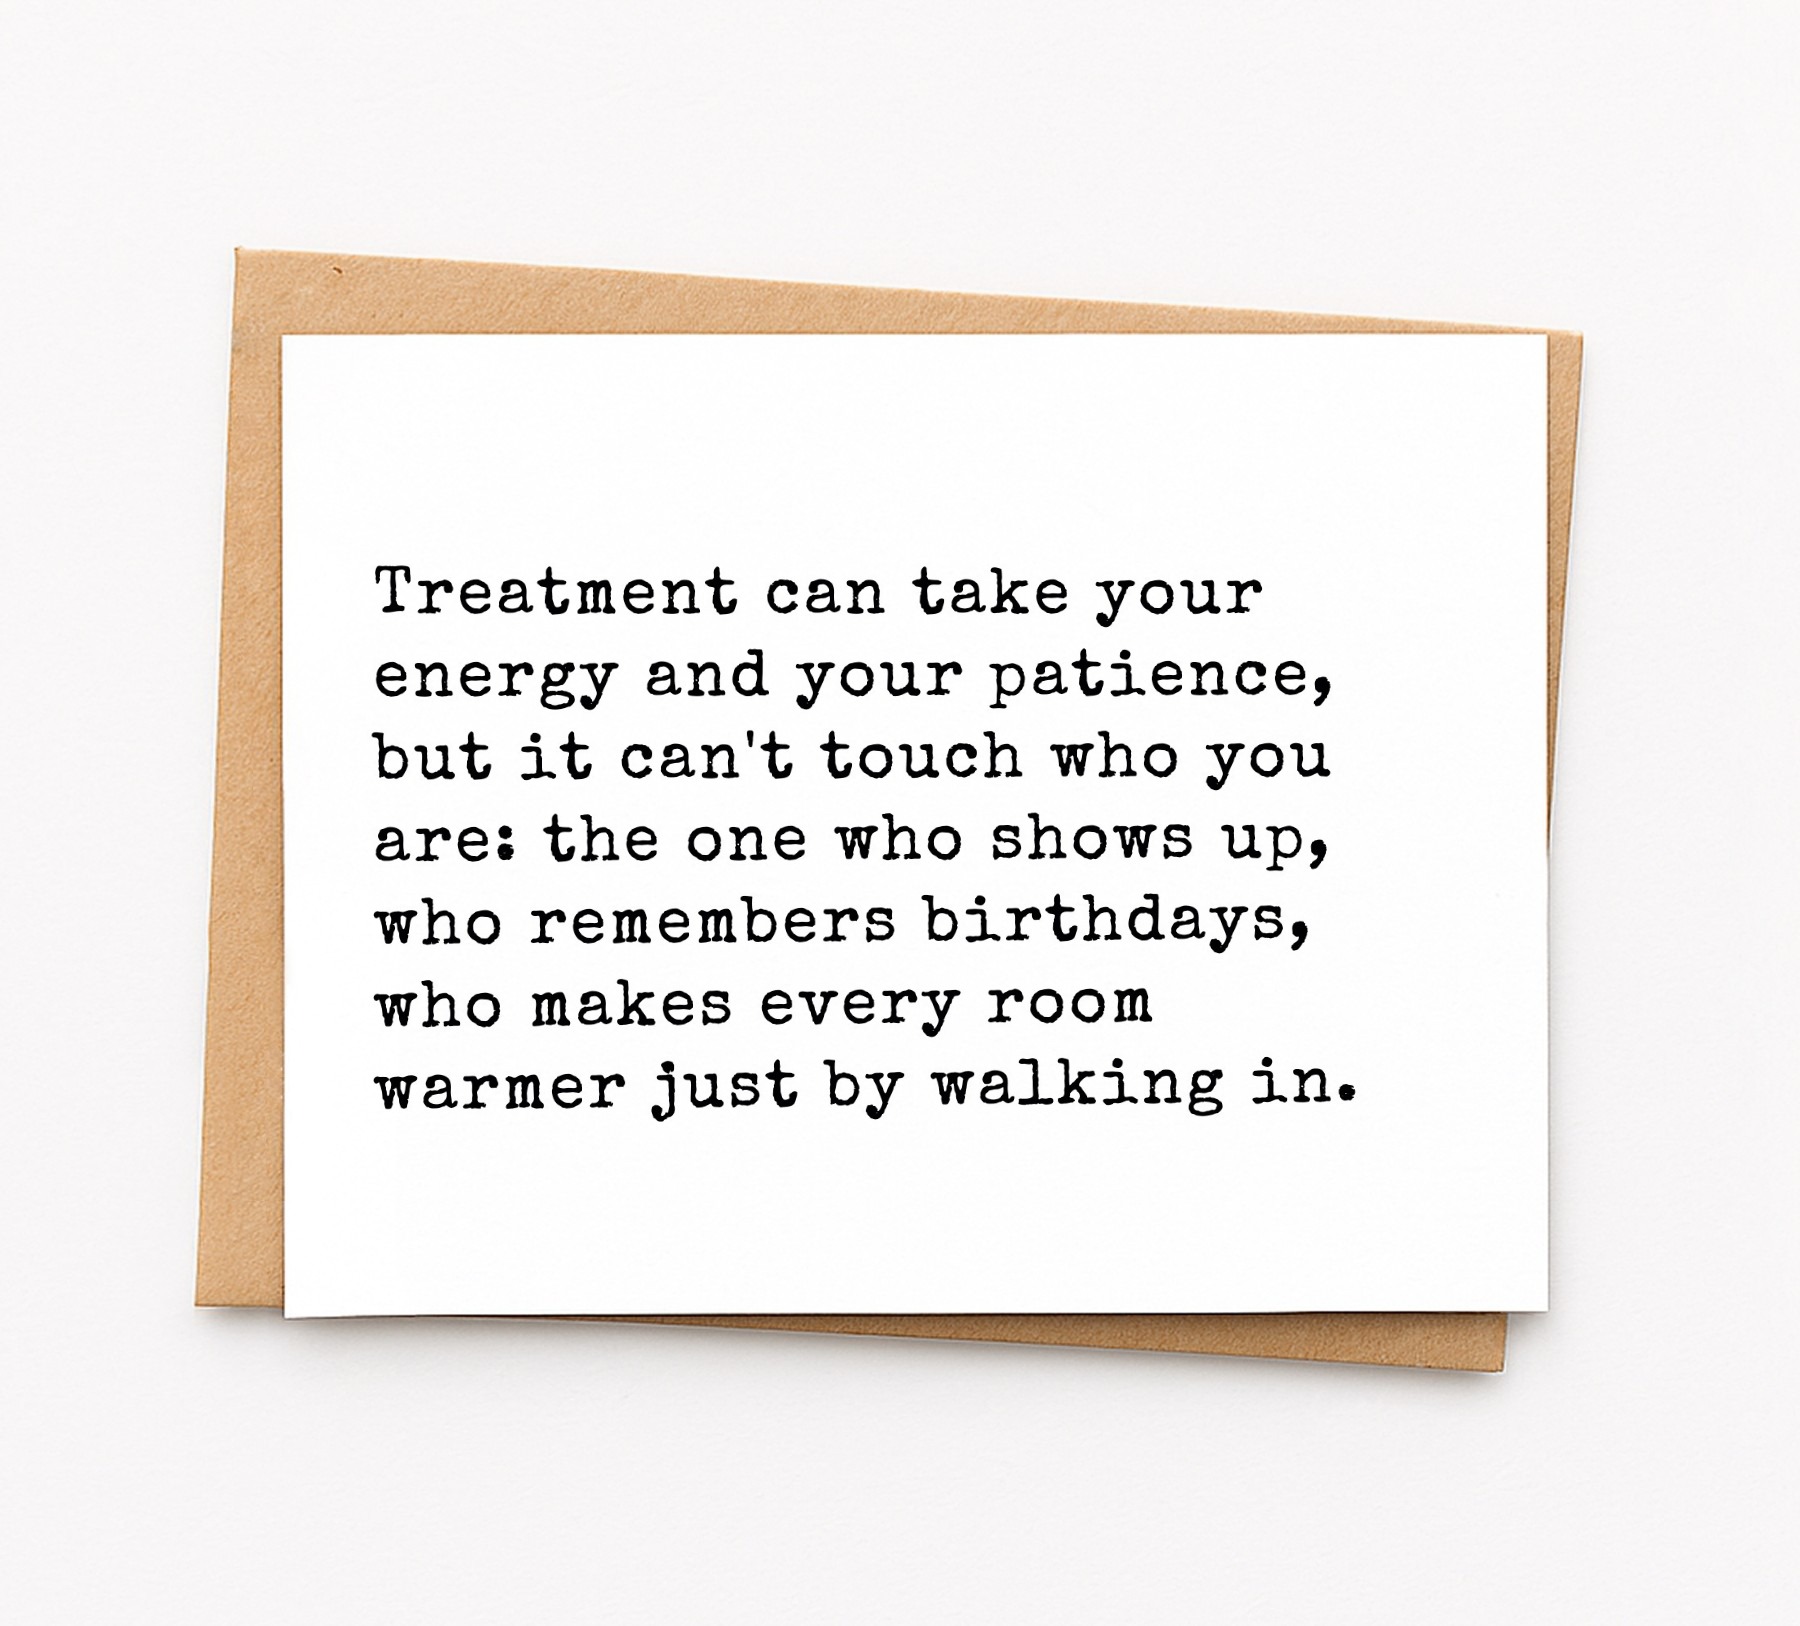 Treatment can take your
energy and your patience,
but it can't touch who you
are: the one who shows up,
who remembers birthdays,
who makes every room
warmer just by walking in.